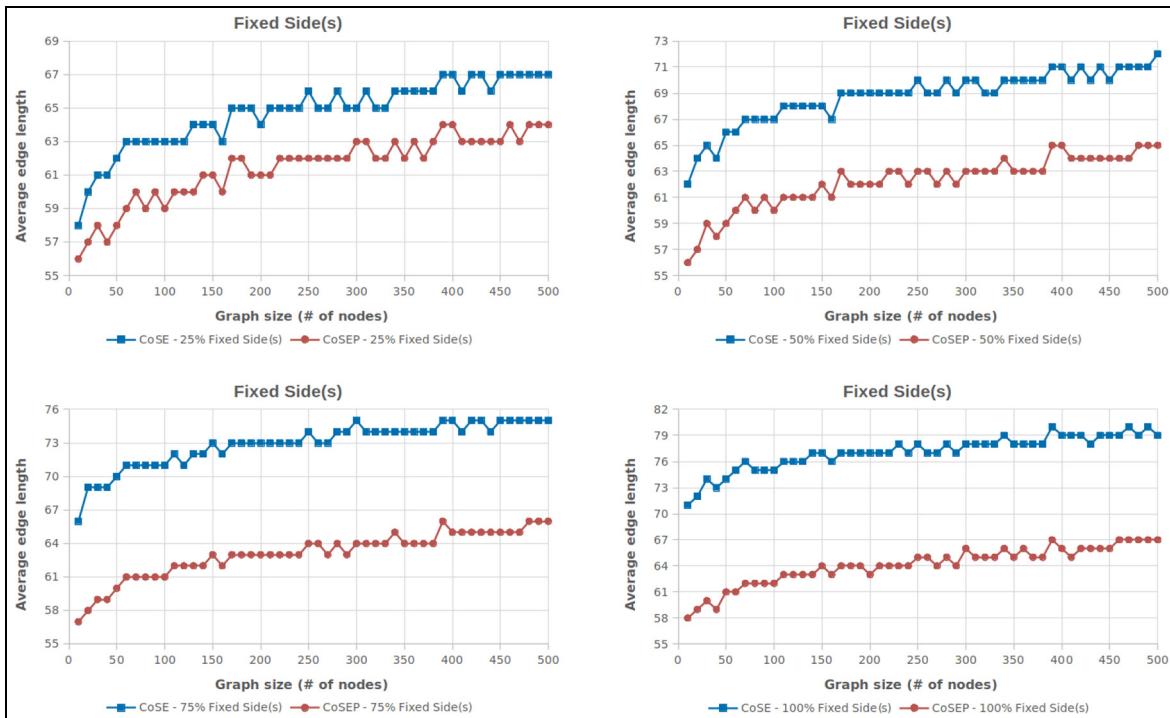 Fixed Side(s)
69
67
65
63
61
59
57
55
Average edge length
0 50 100 150 200 250 300 350 400 450 500
Graph size (# of nodes)
CoSE - 25% Fixed Side(s) CoSEP - 25% Fixed Side(s)
Fixed Side(s)
73
71
69
67
65
63
61
59
57
55
Average edge length
0 50 100 150 200 250 300 350 400 450 500
Graph size (# of nodes)
CoSE - 50% Fixed Side(s) CoSEP - 50% Fixed Side(s)
Fixed Side(s)
76
73
70
67
64
61
58
55
Average edge length
0 50 100 150 200 250 300 350 400 450 500
Graph size (# of nodes)
CoSE - 75% Fixed Side(s) CoSEP - 75% Fixed Side(s)
Fixed Side(s)
82
79
76
73
70
67
64
61
58
55
Average edge length
0 50 100 150 200 250 300 350 400 450 500
Graph size (# of nodes)
CoSE - 100% Fixed Side(s) CoSEP - 100% Fixed Side(s)